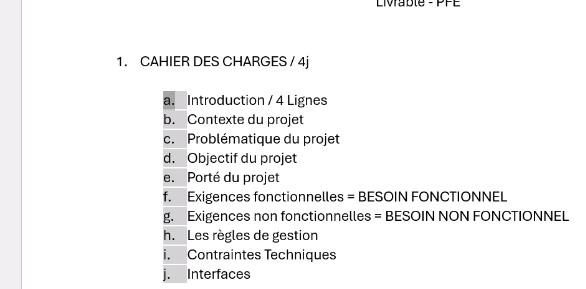 Livrable - PFE
1. CAHIER DES CHARGES / 4j
a. Introduction / 4 Lignes
b. Contexte du projet
c. Problématique du projet
d. Objectif du projet
e. Porté du projet
f. Exigences fonctionnelles = BESOIN FONCTIONNEL
g. Exigences non fonctionnelles = BESOIN NON FONCTIONNEL
h. Les règles de gestion
i. Contraintes Techniques
j. Interfaces